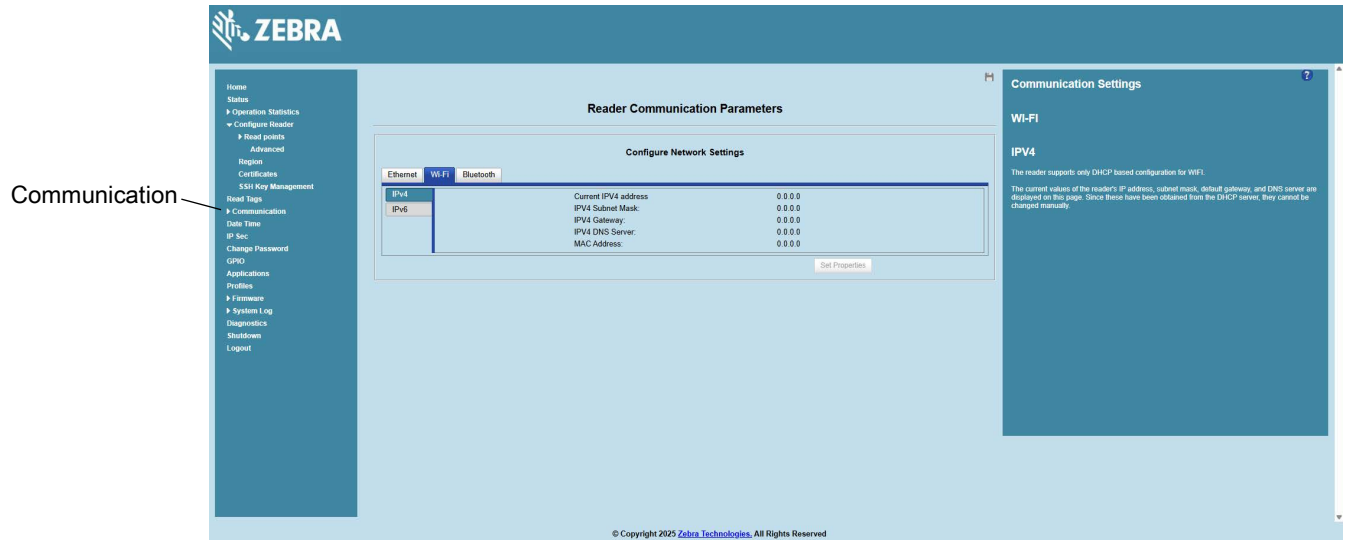 ZEBRA
Communication
Home
Status
Operation Statistics
Configure Reader
Read points
Advanced
Region
Certificates
SSH Key Management
Read Tags
Communication
Date Time
IP Sec
Change Password
GPIO
Applications
Profiles
Firmware
System Log
Diagnostics
Shutdown
Logout
Reader Communication Parameters
Configure Network Settings
Ethernet Wi-Fi Bluetooth
IPv4
IPv6
Current IPV4 address 0.0.0.0
IPV4 Subnet Mask: 0.0.0.0
IPV4 Gateway: 0.0.0.0
IPV4 DNS Server: 0.0.0.0
MAC Address: 0.0.0.0
Set Properties
?
Communication Settings
WI-FI
IPV4
The reader supports only DHCP based configuration for WIFI.
The current values of the reader's IP address, subnet mask, default gateway, and DNS server are
displayed on this page. Since these have been obtained from the DHCP server, they cannot be
changed manually.
© Copyright 2025 Zebra Technologies, All Rights Reserved